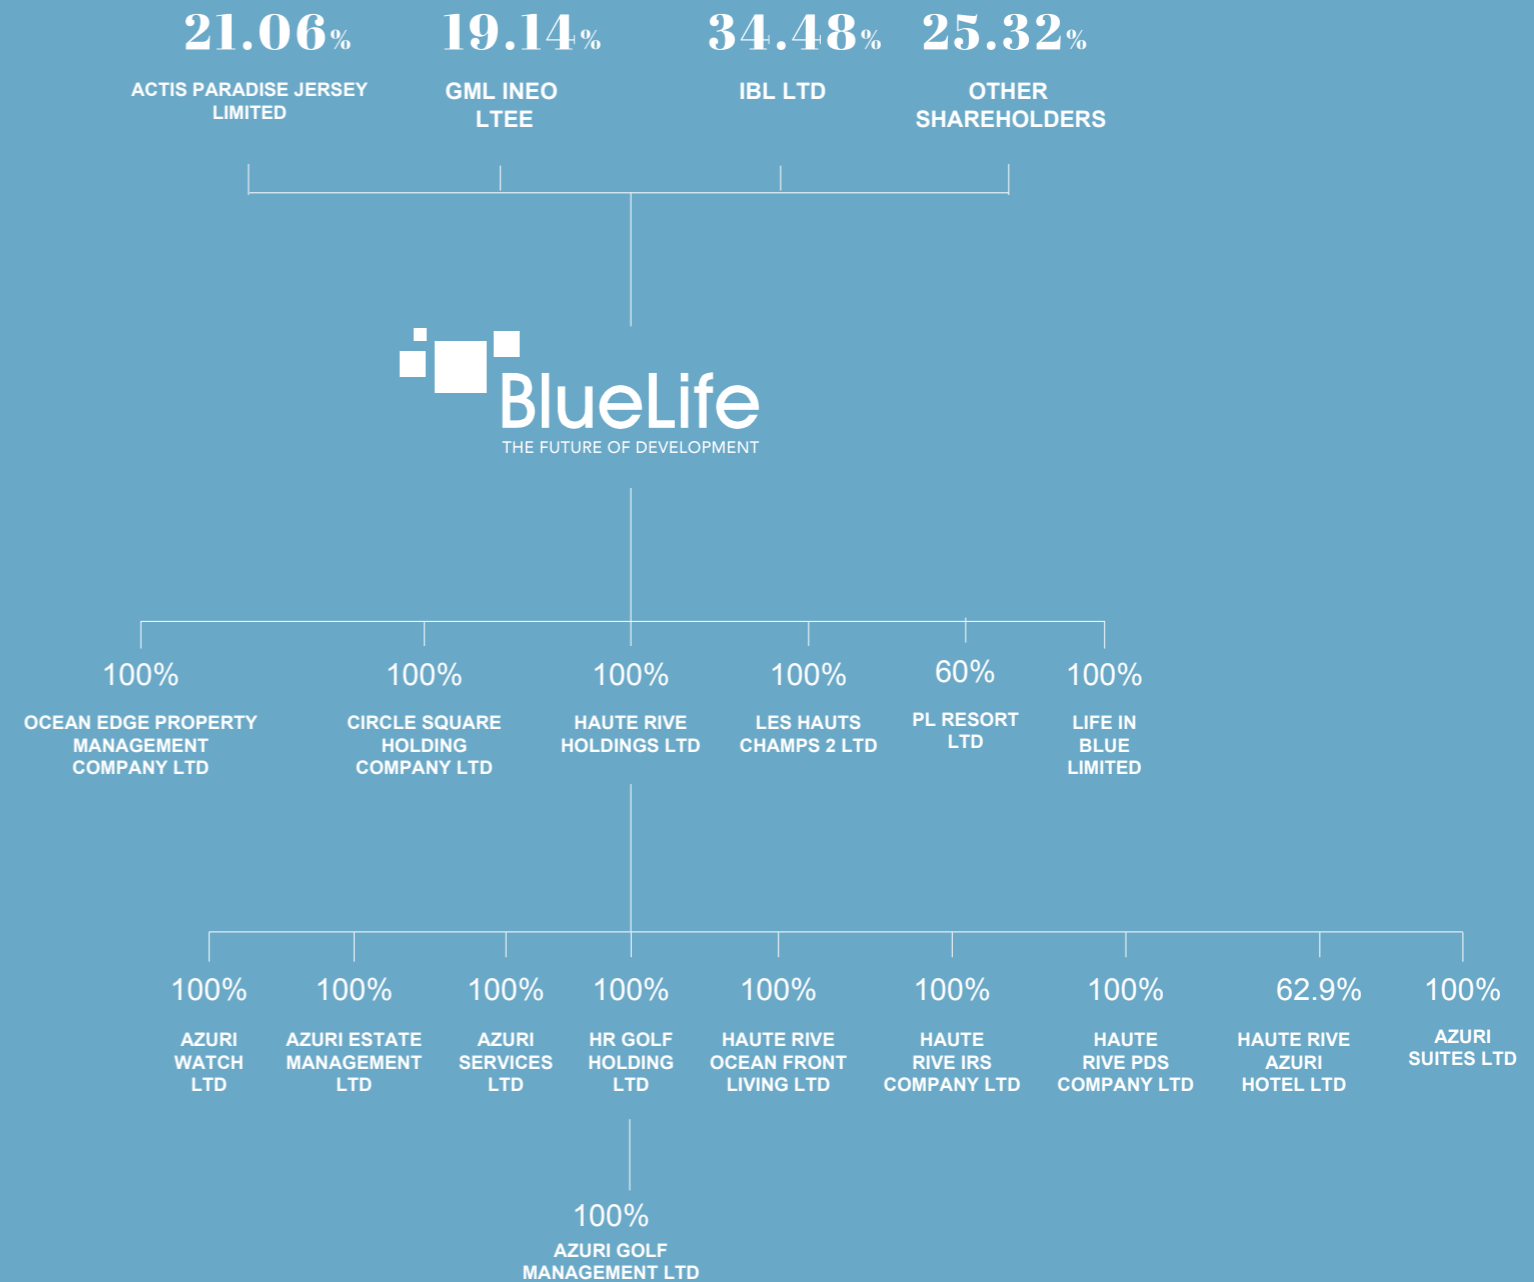 21.06%
ACTIS PARADISE JERSEY
LIMITED
19.14%
GML INEO
LTEE
34.48%
IBL LTD
25.32%
OTHER
SHAREHOLDERS
BlueLife
THE FUTURE OF DEVELOPMENT
100%
OCEAN EDGE PROPERTY
MANAGEMENT
COMPANY LTD
100%
CIRCLE SQUARE
HOLDING
COMPANY LTD
100%
HAUTE RIVE
HOLDINGS LTD
100%
LES HAUTS
CHAMPS 2 LTD
60%
PL RESORT
LTD
100%
LIFE IN
BLUE
LIMITED
100%
AZURI
WATCH
LTD
100%
AZURI ESTATE
MANAGEMENT
LTD
100%
AZURI
SERVICES
LTD
100%
HR GOLF
HOLDING
LTD
100%
HAUTE RIVE
OCEAN FRONT
LIVING LTD
100%
HAUTE
RIVE IRS
COMPANY LTD
100%
HAUTE
RIVE PDS
COMPANY LTD
62.9%
HAUTE RIVE
AZURI
HOTEL LTD
100%
AZURI
SUITES LTD
100%
AZURI GOLF
MANAGEMENT LTD